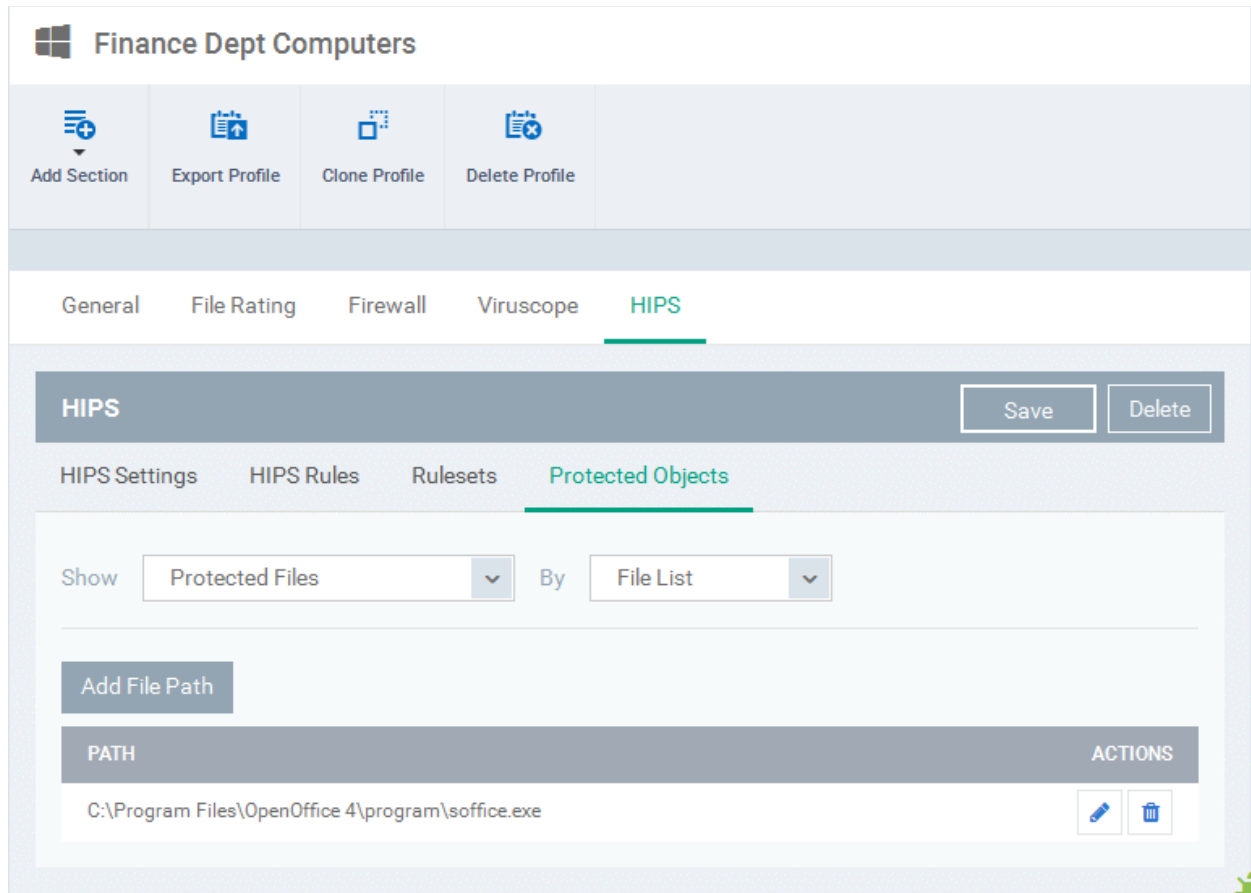 Finance Dept Computers
Add Section Export Profile Clone Profile Delete Profile
General File Rating Firewall Viruscope HIPS
HIPS Save Delete
HIPS Settings HIPS Rules Rulesets Protected Objects
Show Protected Files By File List
Add File Path
PATH ACTIONS
C:\Program Files\OpenOffice 4\program\soffice.exe